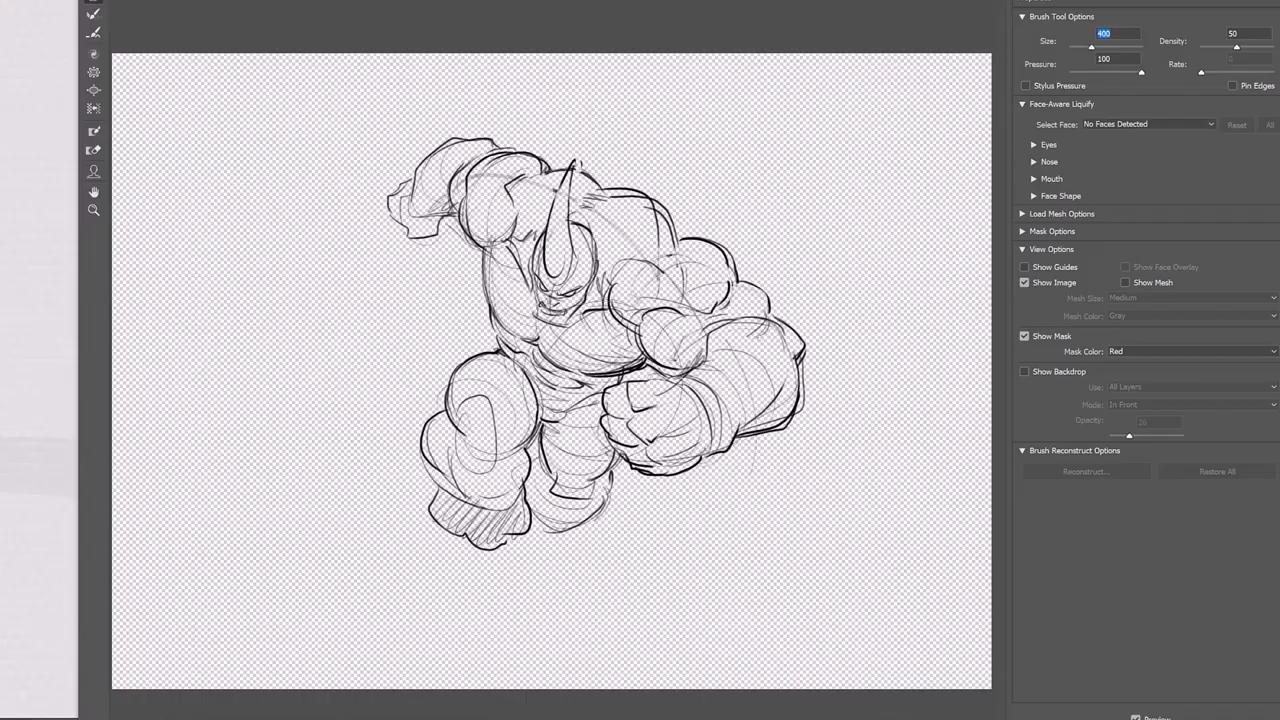 Brush Tool Options
Size: 400 Density: 50
Pressure: 100 Rate: 0
Stylus Pressure Pin Edges
Face-Aware Liquify
Select Face: No Faces Detected Reset All
Eyes
Nose
Mouth
Face Shape
Load Mesh Options
Mask Options
View Options
Show Guides Show Face Overlay
Show Image Show Mesh
Mesh Size: Medium
Mesh Color: Gray
Show Mask
Mask Color: Red
Show Backdrop
Use: All Layers
Mode: In Front
Opacity:
Brush Reconstruct Options
Reconstruct... Restore All
Preview